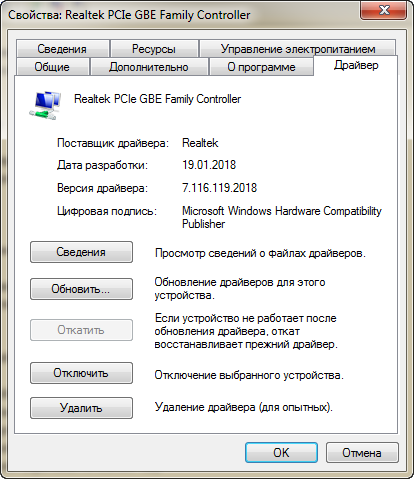 Свойства: Realtek PCIe GBE Family Controller
Сведения Ресурсы Управление электропитанием
Общие Дополнительно О программе Драйвер
Realtek PCIe GBE Family Controller
Поставщик драйвера: Realtek
Дата разработки: 19.01.2018
Версия драйвера: 7.116.119.2018
Цифровая подпись: Microsoft Windows Hardware Compatibility
Publisher
Сведения Просмотр сведений о файлах драйверов.
Обновить... Обновление драйверов для этого
устройства.
Откатить Если устройство не работает после
обновления драйвера, откат
восстанавливает прежний драйвер.
Отключить Отключение выбранного устройства.
Удалить Удаление драйвера (для опытных).
OK Отмена